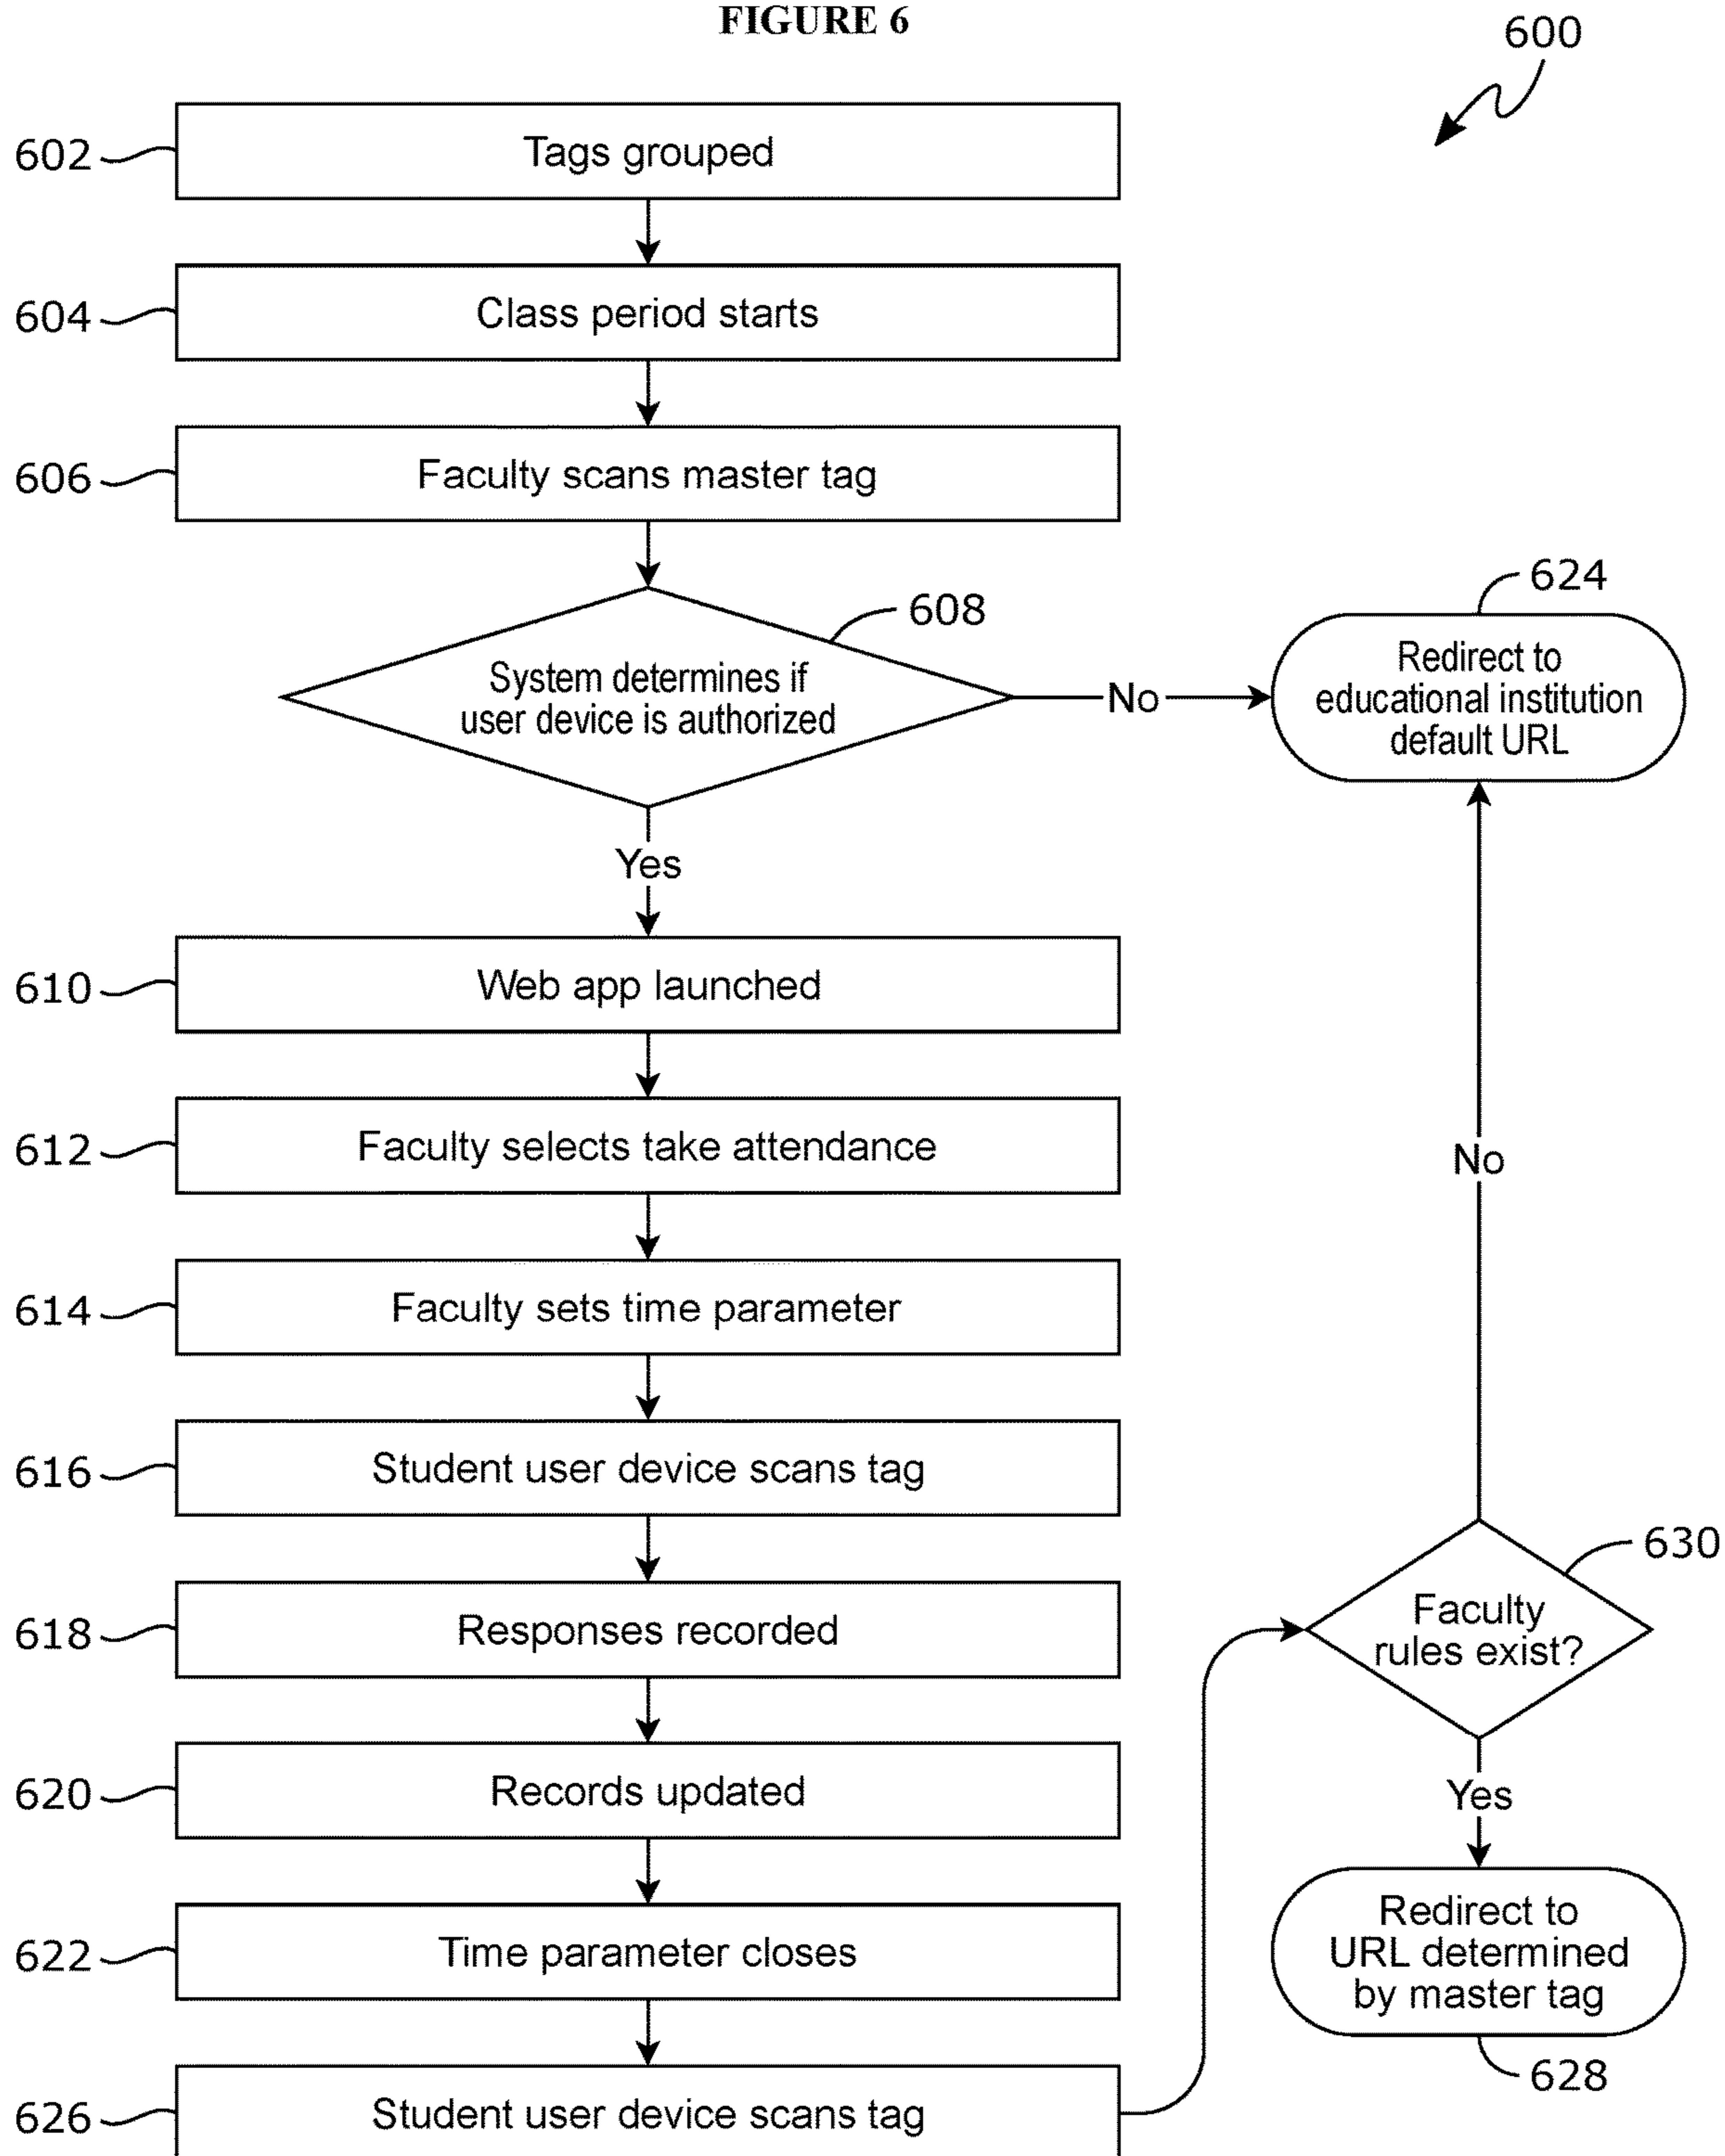 FIGURE 6
600
602
Tags grouped
604
Class period starts
606
Faculty scans master tag
608
System determines if
user device is authorized
No
624
Redirect to
educational institution
default URL
Yes
610
Web app launched
612
Faculty selects take attendance
No
614
Faculty sets time parameter
616
Student user device scans tag
618
Responses recorded
630
Faculty
rules exist?
620
Records updated
Yes
622
Time parameter closes
Redirect to
URL determined
by master tag
628
626
Student user device scans tag